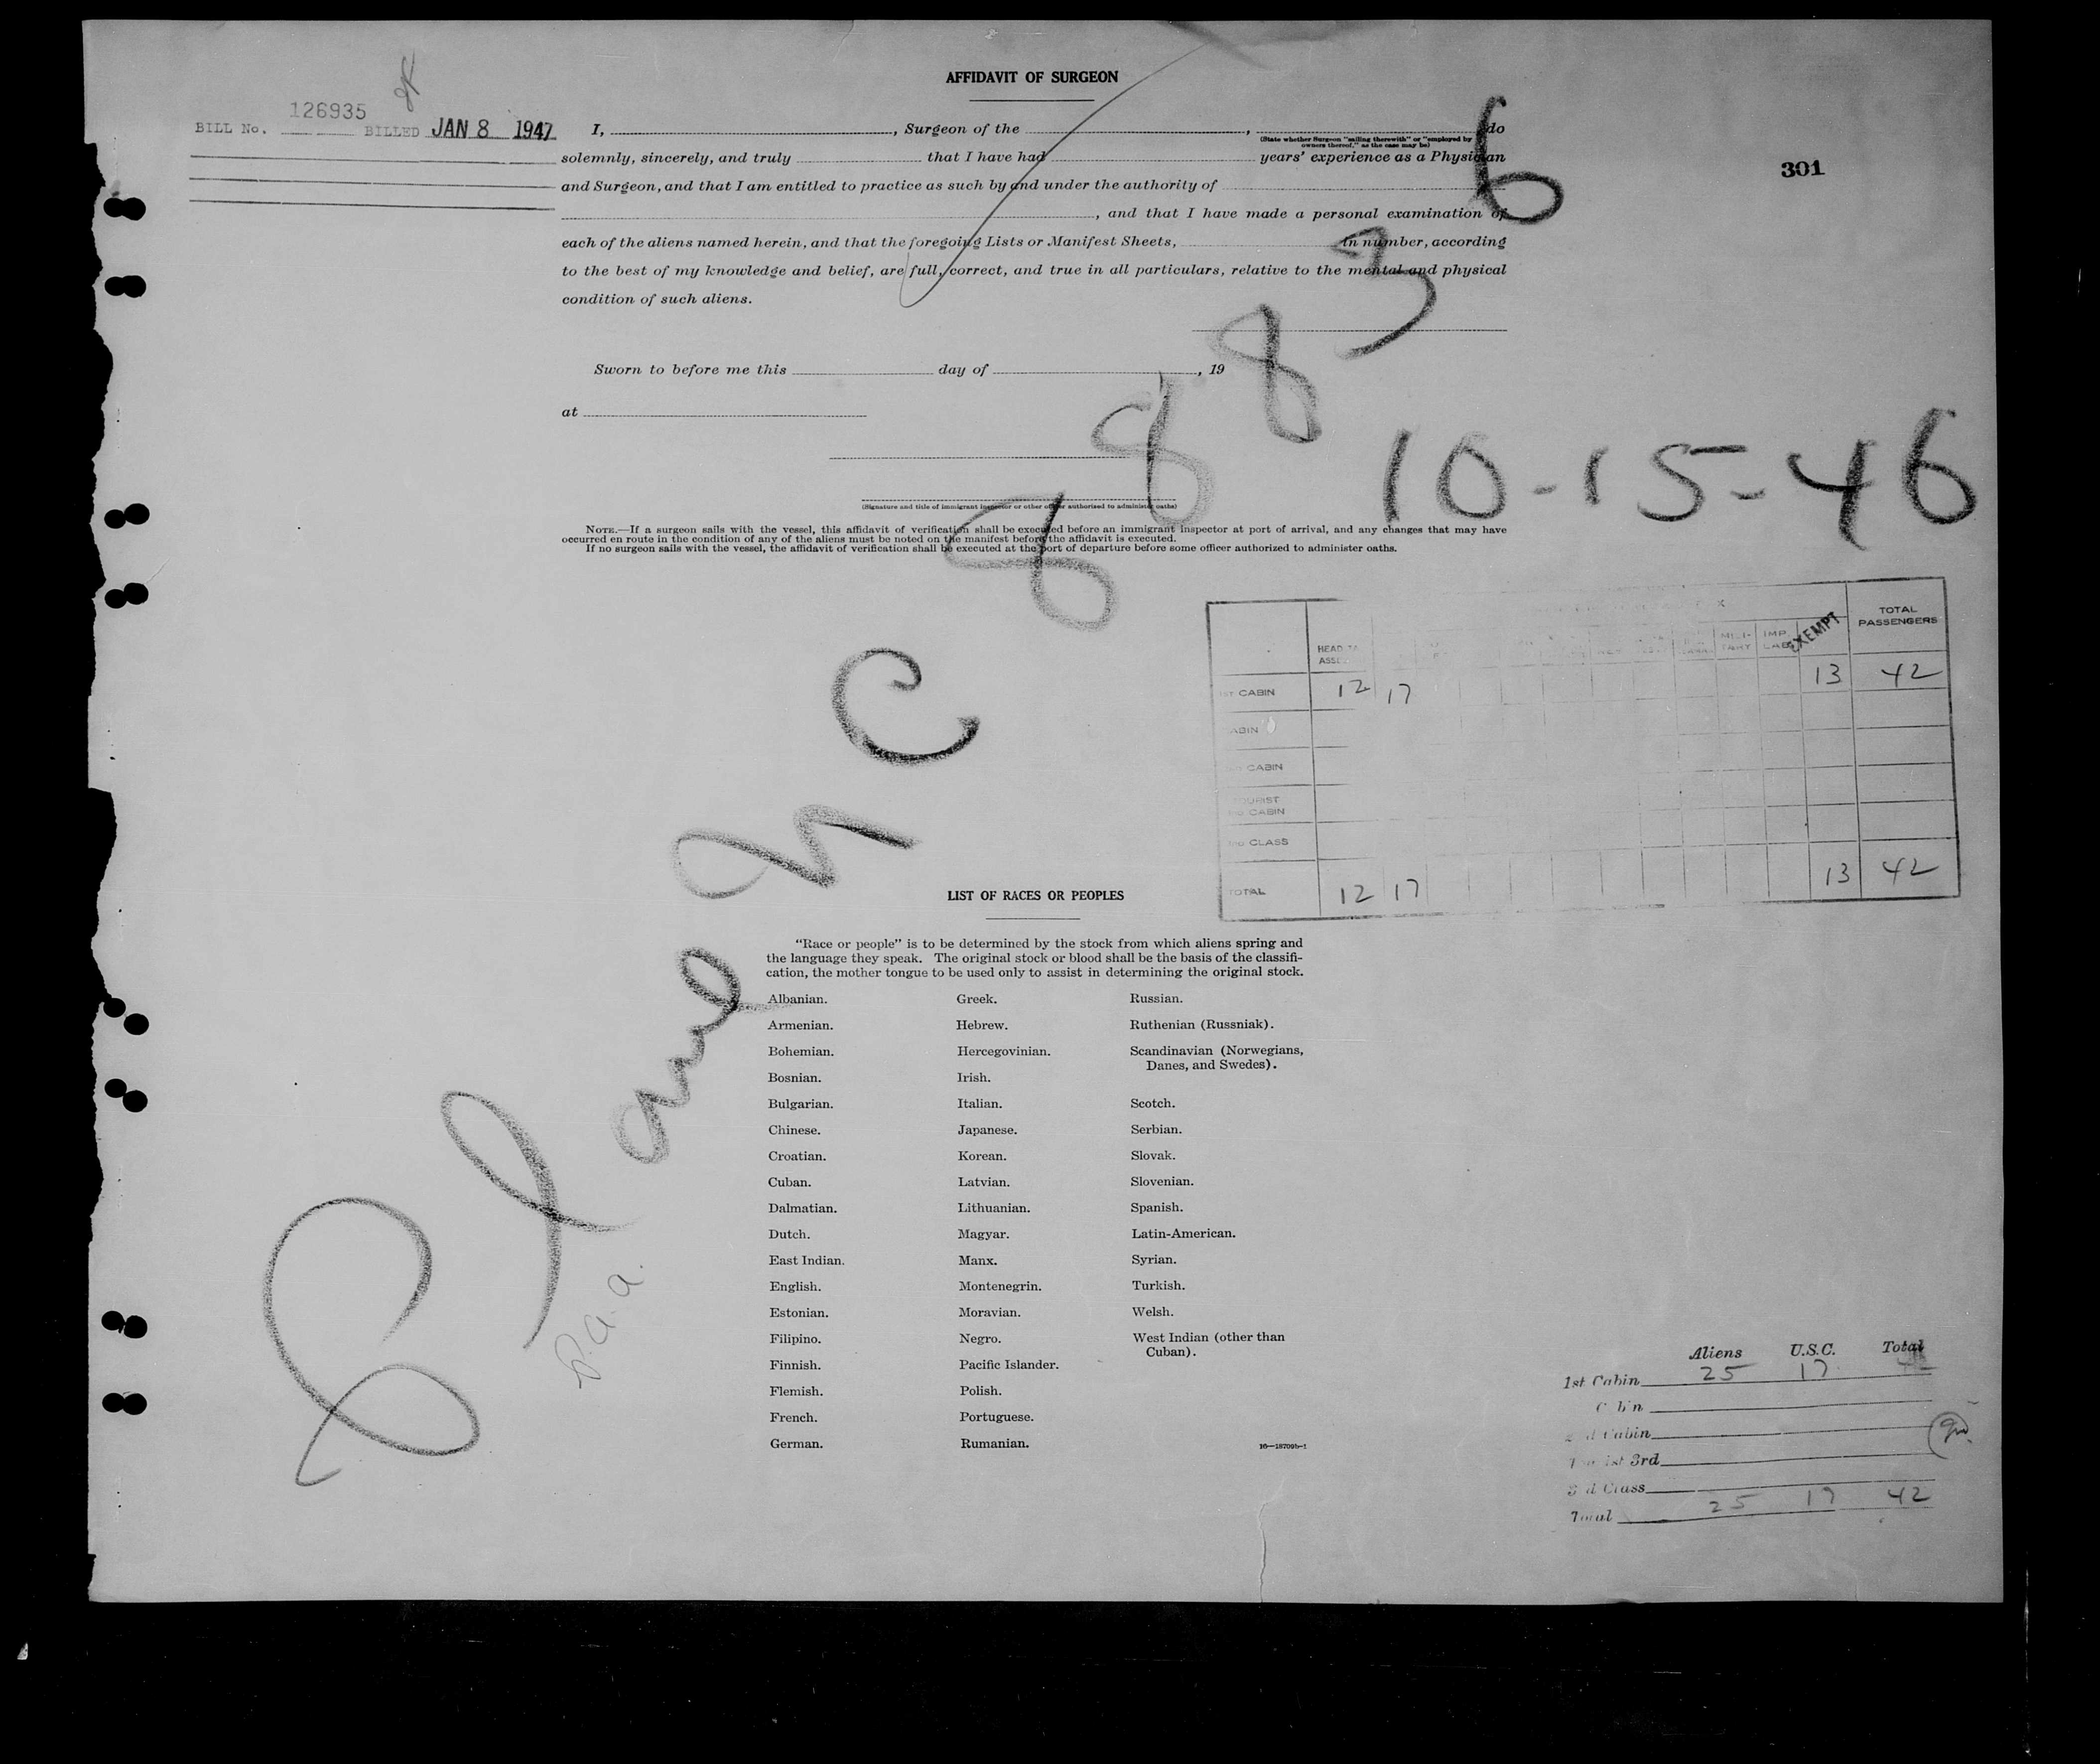 AFFIDAVIT OF SURGEON
126935
BILL No. BILLED JAN 8 1947
I, , Surgeon of the , do
(State whether Surgeon "sailing therewith" or "employed by
owners thereof," as the case may be)
solemnly, sincerely, and truly that I have had years' experience as a Physician
and Surgeon, and that I am entitled to practice as such by and under the authority of
, and that I have made a personal examination of
each of the aliens named herein, and that the foregoing Lists or Manifest Sheets, in number, according
to the best of my knowledge and belief, are full, correct, and true in all particulars, relative to the mental and physical
condition of such aliens.
301
Sworn to before me this day of , 19
at
(Signature and title of immigrant inspector or other officer authorized to administer oaths)
NOTE.—If a surgeon sails with the vessel, this affidavit of verification shall be executed before an immigrant inspector at port of arrival, and any changes that may have
occurred en route in the condition of any of the aliens must be noted on the manifest before the affidavit is executed.
If no surgeon sails with the vessel, the affidavit of verification shall be executed at the port of departure before some officer authorized to administer oaths.
Plane NC 88836
P.a.a.
10-15-46
HEAD TAX EXEMPT TOTAL PASSENGERS
1ST CABIN 12 17 13 42
CABIN
CABIN
TOURIST
CABIN
CLASS
TOTAL 12 17 13 42
LIST OF RACES OR PEOPLES
"Race or people" is to be determined by the stock from which aliens spring and
the language they speak. The original stock or blood shall be the basis of the classifi-
cation, the mother tongue to be used only to assist in determining the original stock.
Albanian. Greek. Russian.
Armenian. Hebrew. Ruthenian (Russniak).
Bohemian. Hercegovinian. Scandinavian (Norwegians,
Danes, and Swedes).
Bosnian. Irish.
Bulgarian. Italian. Scotch.
Chinese. Japanese. Serbian.
Croatian. Korean. Slovak.
Cuban. Latvian. Slovenian.
Dalmatian. Lithuanian. Spanish.
Dutch. Magyar. Latin-American.
East Indian. Manx. Syrian.
English. Montenegrin. Turkish.
Estonian. Moravian. Welsh.
Filipino. Negro. West Indian (other than
Cuban).
Finnish. Pacific Islander.
Flemish. Polish.
French. Portuguese.
German. Rumanian.
16—18709b-1
Aliens U.S.C. Total
1st Cabin 25 17
Cabin
2nd Cabin
Tourist 3rd
3rd Class
Total 25 17 42